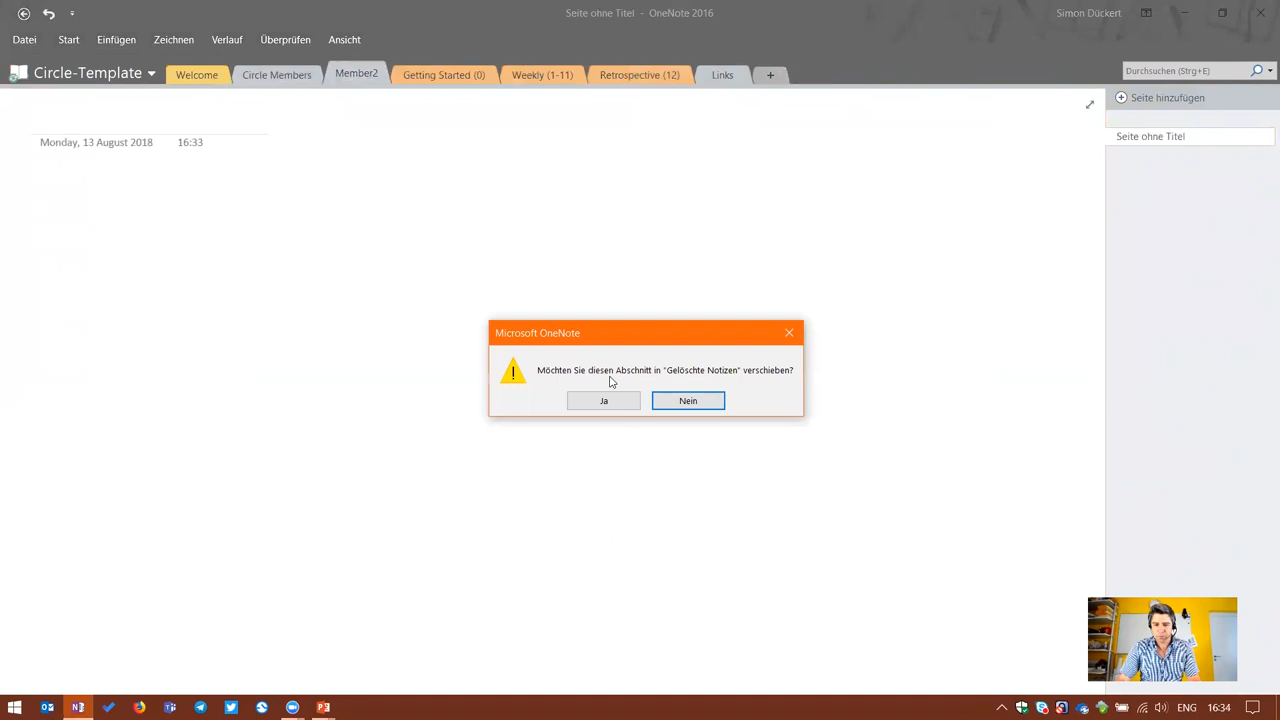 Seite ohne Titel - OneNote 2016
Simon Dückert
Datei Start Einfügen Zeichnen Verlauf Überprüfen Ansicht
Circle-Template
Welcome
Circle Members
Member2
Getting Started (0)
Weekly (1-11)
Retrospective (12)
Links
Durchsuchen (Strg+E)
Seite hinzufügen
Seite ohne Titel
Monday, 13 August 2018 16:33
Microsoft OneNote
Möchten Sie diesen Abschnitt in "Gelöschte Notizen" verschieben?
Ja
Nein
ENG 16:34